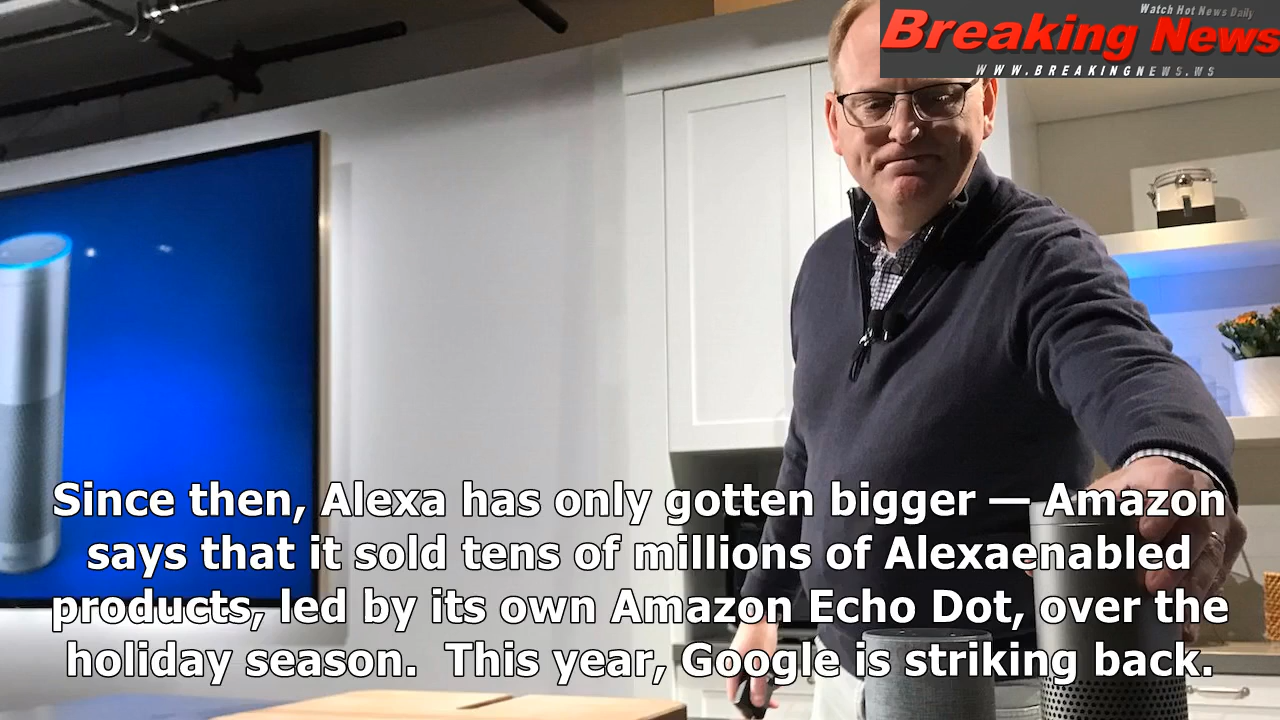 Watch Hot News Daily
Breaking News
WWW.BREAKINGNEWS.WS
Since then, Alexa has only gotten bigger — Amazon
says that it sold tens of millions of Alexaenabled
products, led by its own Amazon Echo Dot, over the
holiday season.  This year, Google is striking back.